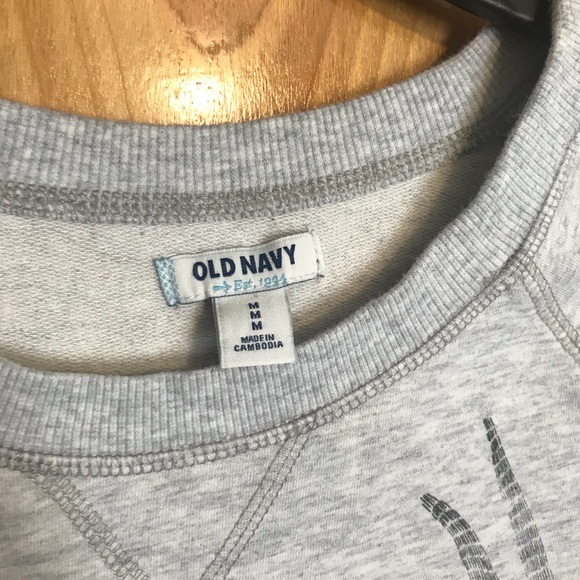 OLD NAVY
Est. 1994
M
M
M
MADE IN
CAMBODIA